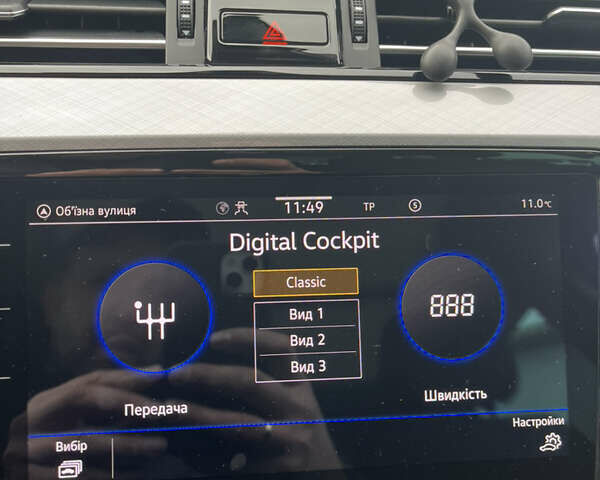 Об'їзна вулиця
11:49
TP
S
11.0°C
Digital Cockpit
Classic
Вид 1
Вид 2
Вид 3
888
Передача
Швидкість
Вибір
Настройки